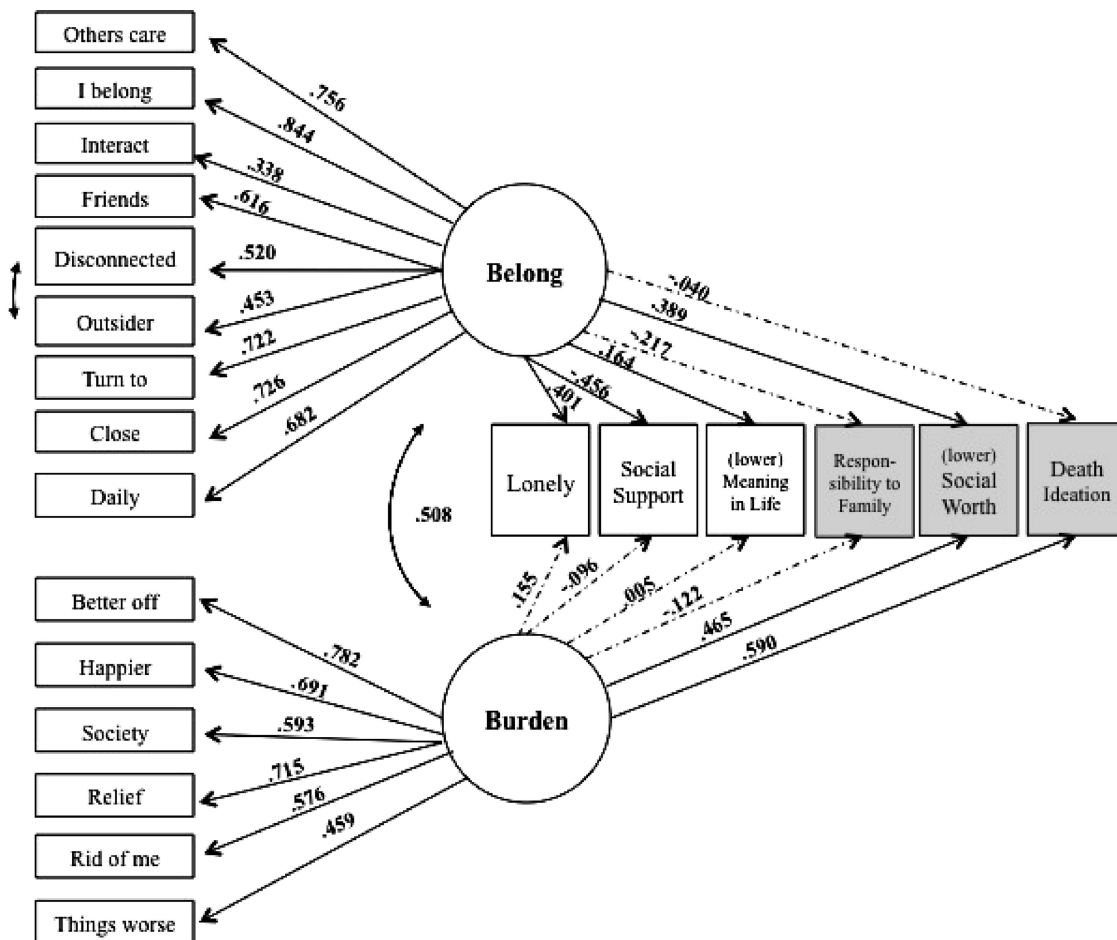 Others care
I belong
Interact
Friends
Disconnected
Outsider
Turn to
Close
Daily
.756
.844
.338
.616
.520
.453
.722
.726
.682
Belong
-.040
.389
-.217
.164
-.456
.401
.508
Lonely
Social
Support
(lower)
Meaning
in Life
Respon-
sibility to
Family
(lower)
Social
Worth
Death
Ideation
.155
-.096
.005
-.122
.465
.590
Better off
Happier
Society
Relief
Rid of me
Things worse
.782
.691
.593
.715
.576
.459
Burden